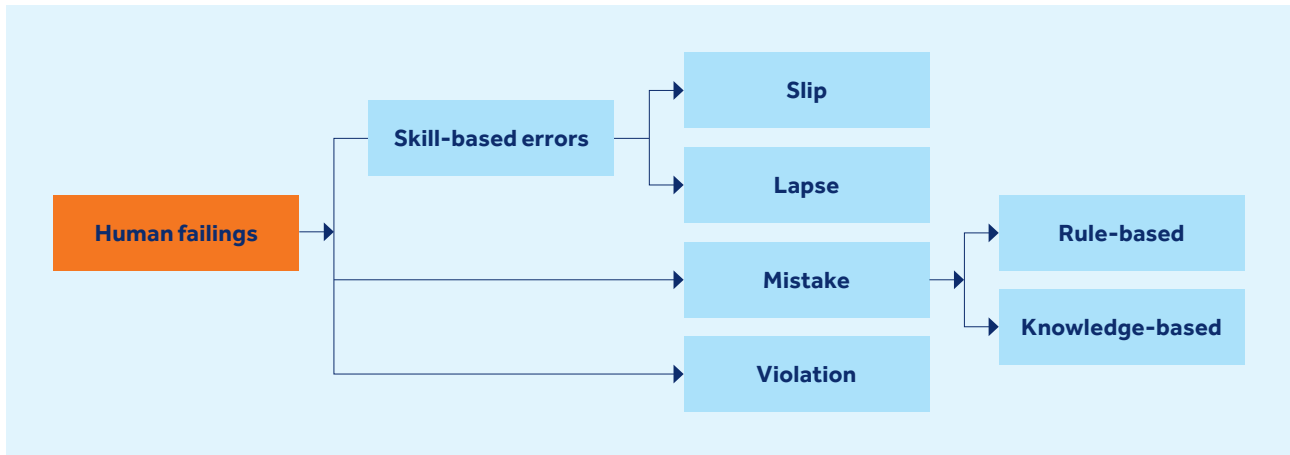 Human failings
Skill-based errors
Slip
Lapse
Mistake
Violation
Rule-based
Knowledge-based